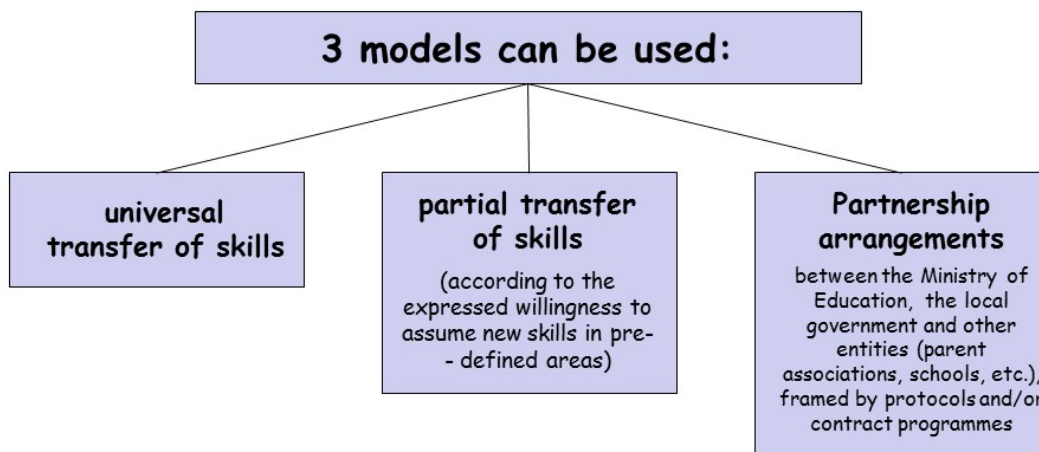 3 models can be used:
universal
transfer of skills
partial transfer
of skills
(according to the
expressed willingness to
assume new skills in pre-
- defined areas)
Partnership
arrangements
between the Ministry of
Education, the local
government and other
entities (parent
associations, schools, etc.),
framed by protocols and/or
contract programmes